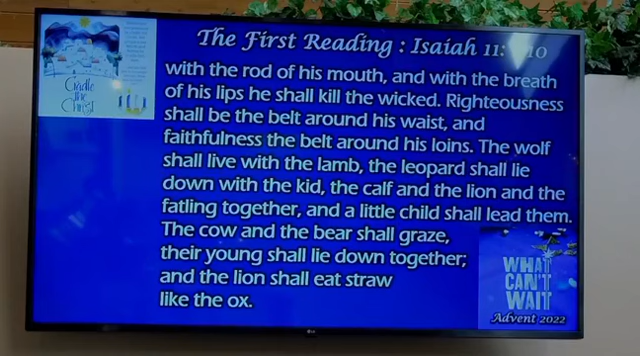 The First Reading : Isaiah 11: 10
with the rod of his mouth, and with the breath
of his lips he shall kill the wicked. Righteousness
shall be the belt around his waist, and
faithfulness the belt around his loins. The wolf
shall live with the lamb, the leopard shall lie
down with the kid, the calf and the lion and the
fatling together, and a little child shall lead them.
The cow and the bear shall graze,
their young shall lie down together;
and the lion shall eat straw
like the ox.
Cradle
the
Christ
WHAT
CAN'T
WAIT
Advent 2022
LG